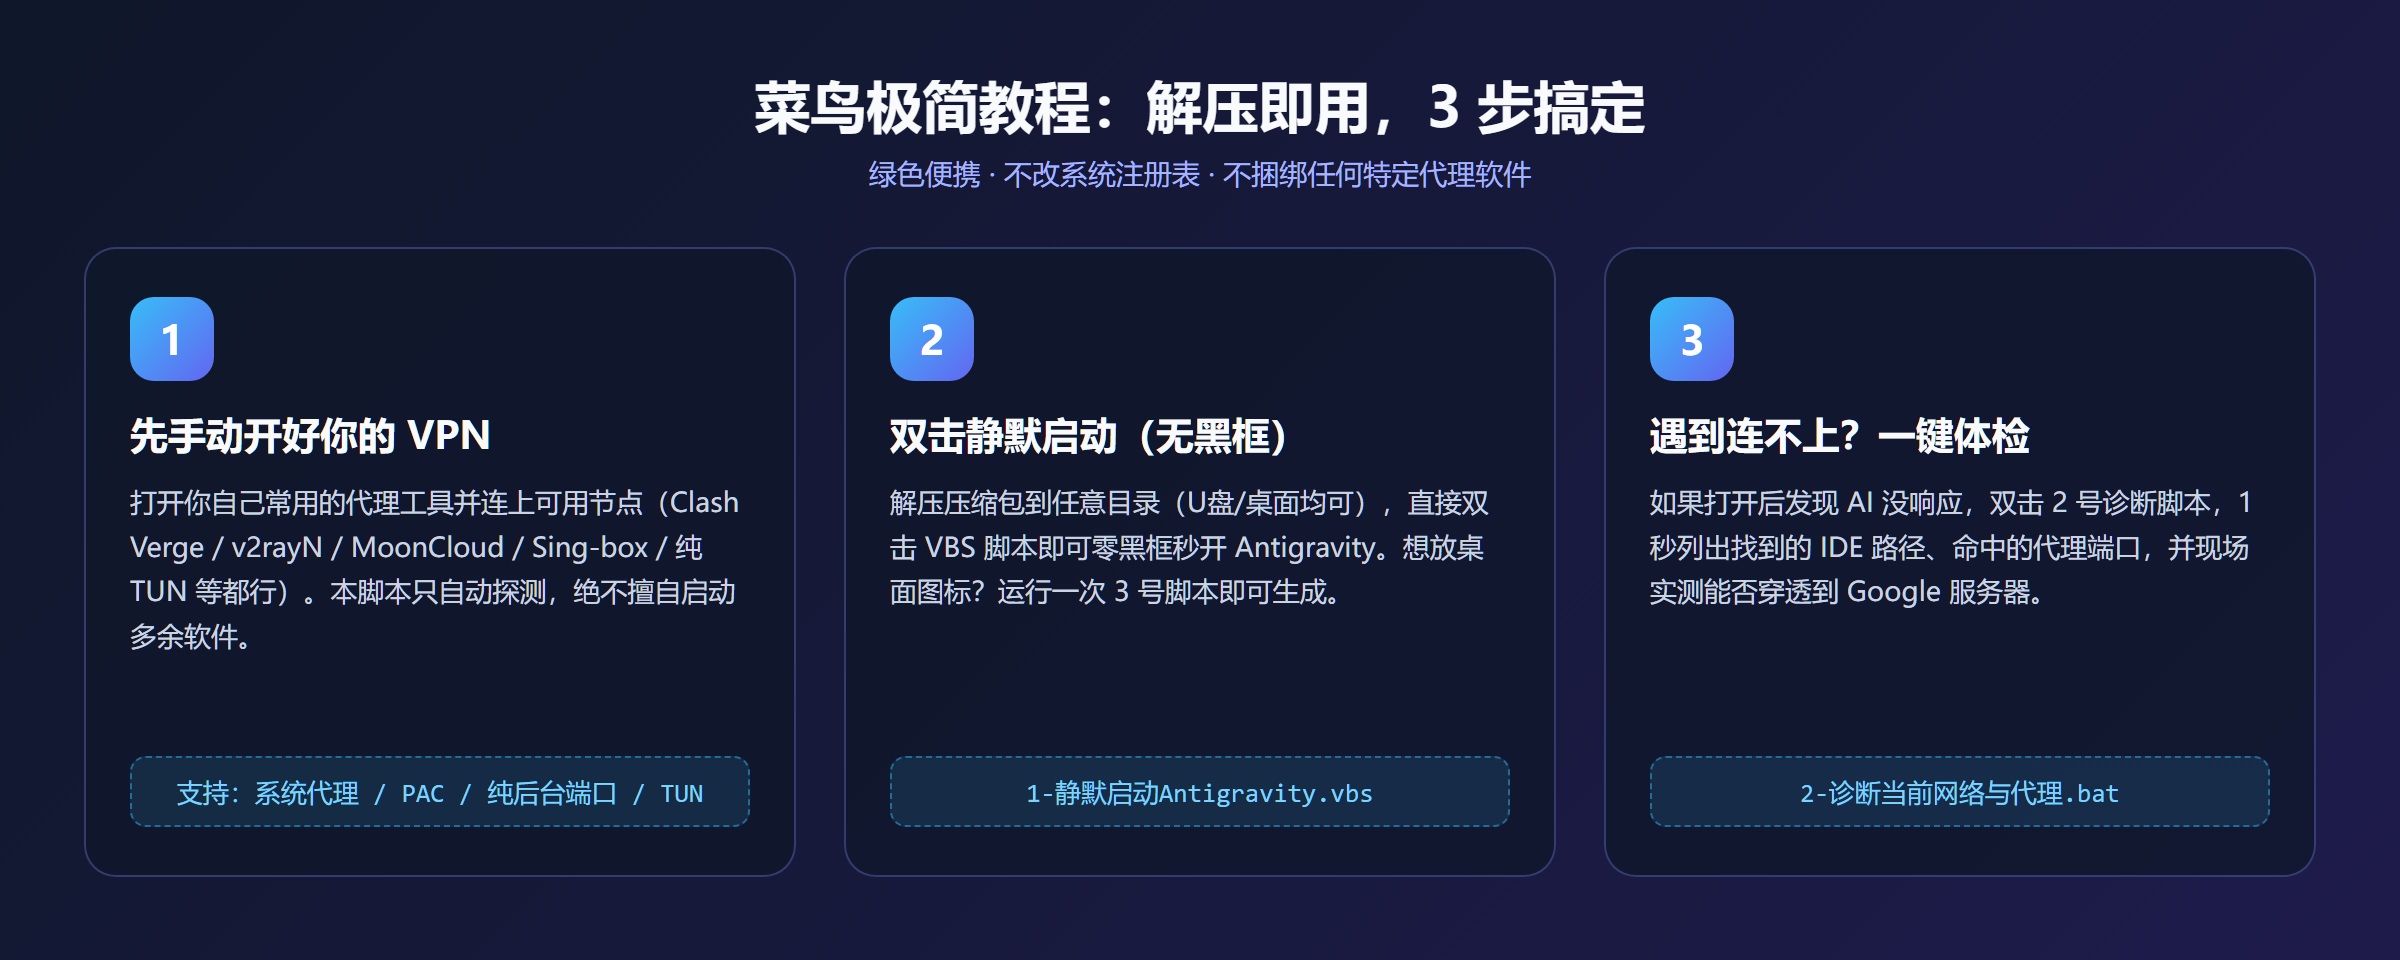 菜鸟极简教程：解压即用，3 步搞定
绿色便携 · 不改系统注册表 · 不捆绑任何特定代理软件
1
先手动开好你的 VPN
打开你自己常用的代理工具并连上可用节点（Clash
Verge / v2rayN / MoonCloud / Sing-box / 纯
TUN 等都行）。本脚本只自动探测，绝不擅自启动
多余软件。
支持：系统代理 / PAC / 纯后台端口 / TUN
2
双击静默启动（无黑框）
解压压缩包到任意目录（U盘/桌面均可），直接双
击 VBS 脚本即可零黑框秒开 Antigravity。想放桌
面图标？运行一次 3 号脚本即可生成。
1-静默启动Antigravity.vbs
3
遇到连不上？一键体检
如果打开后发现 AI 没响应，双击 2 号诊断脚本，1
秒列出找到的 IDE 路径、命中的代理端口，并现场
实测能否穿透到 Google 服务器。
2-诊断当前网络与代理.bat